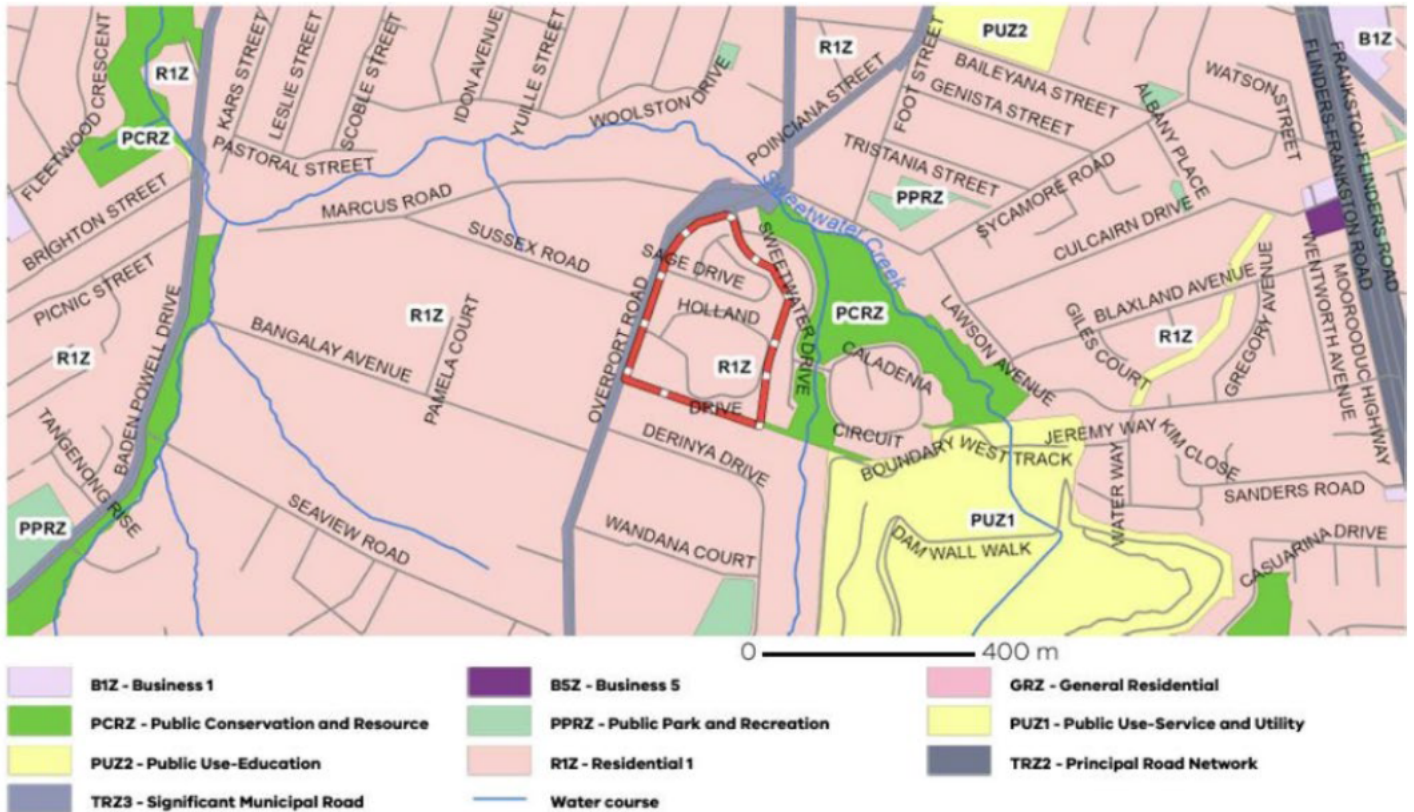 FLEETWOOD CRESCENT
R1Z
PCRZ
KARS STREET
LESLIE STREET
SCOBLE STREET
IDON AVENUE
YUILLE STREET
WOOLSTON DRIVE
R1Z
POINCIANA STREET
FOOT STREET
PUZ2
BAILEYANA STREET
GENISTA STREET
ALBANY PLACE
WATSON STREET
B1Z
FRANKSTON-FLINDERS ROAD
FLINDERS-FRANKSTON ROAD
PASTORAL STREET
TRISTANIA STREET
BRIGHTON STREET
MARCUS ROAD
Sweetwater Creek
PPRZ
SYCAMORE ROAD
CULCAIRN DRIVE
PICNIC STREET
SUSSEX ROAD
SAGE DRIVE
SWEETWATER DRIVE
WENTWORTH AVENUE
MOOROODUC HIGHWAY
BLAXLAND AVENUE
GREGORY AVENUE
HOLLAND
PCRZ
LAWSON AVENUE
GILES COURT
R1Z
R1Z
BADEN POWELL DRIVE
BANGALAY AVENUE
PAMELA COURT
R1Z
OVERPORT ROAD
R1Z
CALADENIA
DRIVE
TANGENONG RISE
DERINYA DRIVE
CIRCUIT
BOUNDARY WEST TRACK
JEREMY WAY
KIM CLOSE
WATER WAY
SANDERS ROAD
PPRZ
SEAVIEW ROAD
WANDANA COURT
PUZ1
DAM WALL WALK
CASUARINA DRIVE
0 400 m
B1Z - Business 1
B5Z - Business 5
GRZ - General Residential
PCRZ - Public Conservation and Resource
PPRZ - Public Park and Recreation
PUZ1 - Public Use-Service and Utility
PUZ2 - Public Use-Education
R1Z - Residential 1
TRZ2 - Principal Road Network
TRZ3 - Significant Municipal Road
Water course